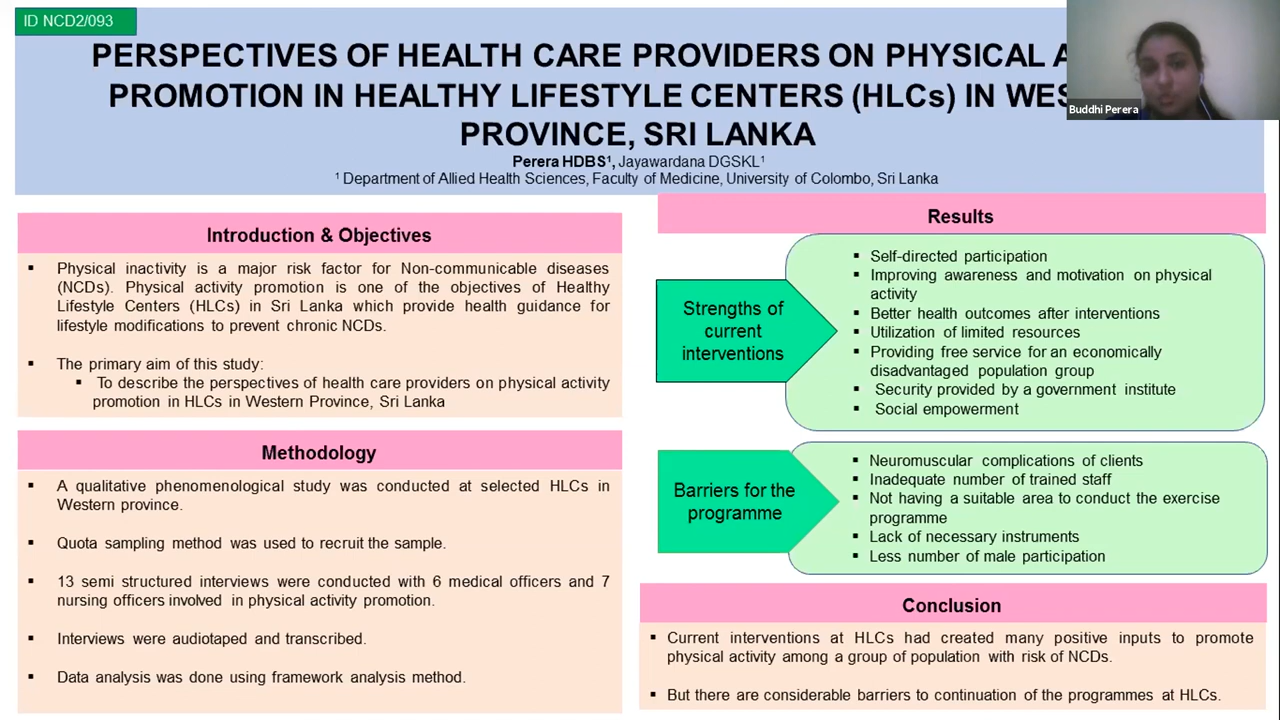 ID NCD2/093
PERSPECTIVES OF HEALTH CARE PROVIDERS ON PHYSICAL A
PROMOTION IN HEALTHY LIFESTYLE CENTERS (HLCs) IN WES
PROVINCE, SRI LANKA
Buddhi Perera
Perera HDBS¹, Jayawardana DGSKL¹
¹ Department of Allied Health Sciences, Faculty of Medicine, University of Colombo, Sri Lanka
Introduction & Objectives
▪ Physical inactivity is a major risk factor for Non-communicable diseases
(NCDs). Physical activity promotion is one of the objectives of Healthy
Lifestyle Centers (HLCs) in Sri Lanka which provide health guidance for
lifestyle modifications to prevent chronic NCDs.
▪ The primary aim of this study:
▪ To describe the perspectives of health care providers on physical activity
promotion in HLCs in Western Province, Sri Lanka
Methodology
▪ A qualitative phenomenological study was conducted at selected HLCs in
Western province.
▪ Quota sampling method was used to recruit the sample.
▪ 13 semi structured interviews were conducted with 6 medical officers and 7
nursing officers involved in physical activity promotion.
▪ Interviews were audiotaped and transcribed.
▪ Data analysis was done using framework analysis method.
Results
Strengths of
current
interventions
▪ Self-directed participation
▪ Improving awareness and motivation on physical
activity
▪ Better health outcomes after interventions
▪ Utilization of limited resources
▪ Providing free service for an economically
disadvantaged population group
▪ Security provided by a government institute
▪ Social empowerment
Barriers for the
programme
▪ Neuromuscular complications of clients
▪ Inadequate number of trained staff
▪ Not having a suitable area to conduct the exercise
programme
▪ Lack of necessary instruments
▪ Less number of male participation
Conclusion
▪ Current interventions at HLCs had created many positive inputs to promote
physical activity among a group of population with risk of NCDs.
▪ But there are considerable barriers to continuation of the programmes at HLCs.